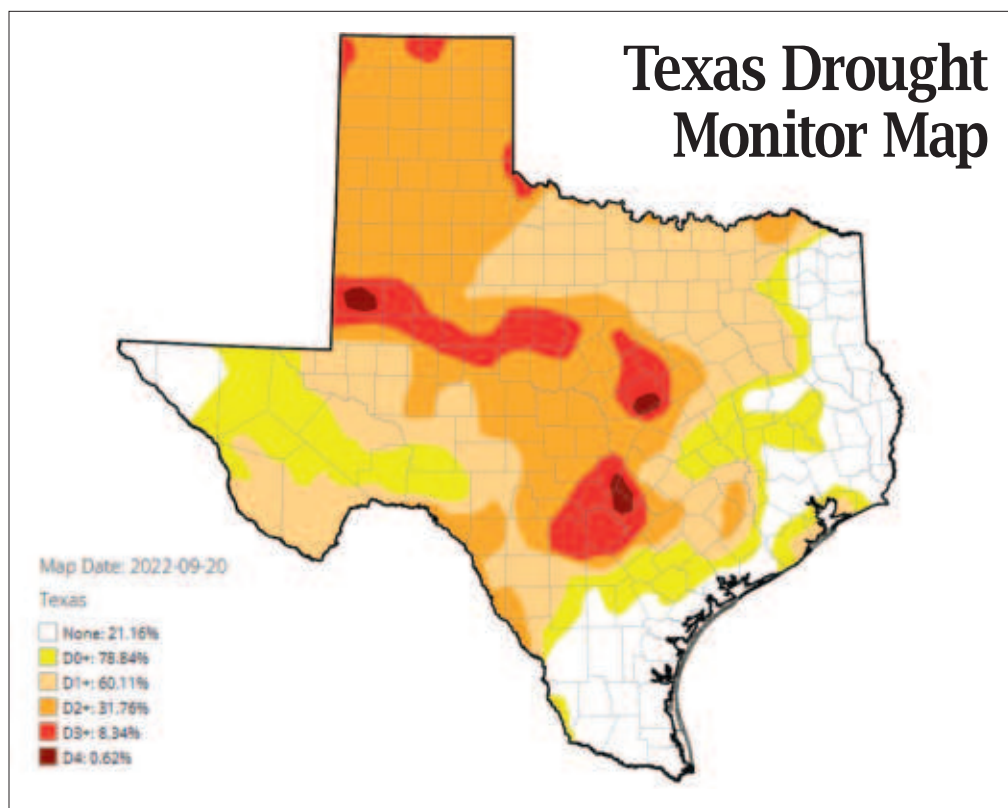 Texas Drought
Monitor Map
Map Date: 2022-09-20
Texas
None: 21.16%
D0+: 78.84%
D1+: 60.11%
D2+: 31.76%
D3+: 8.34%
D4: 0.62%